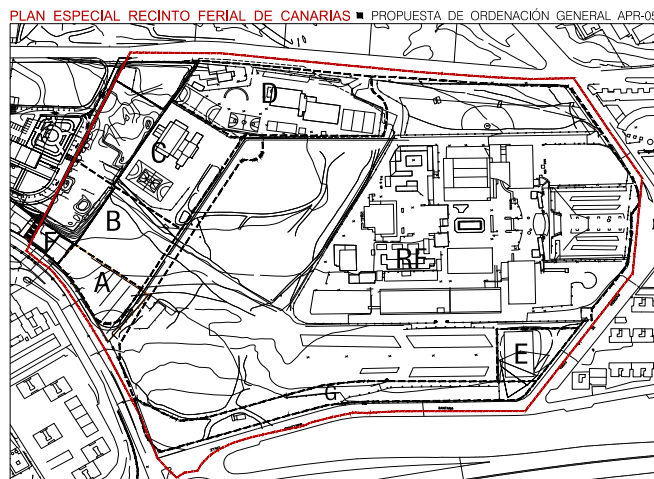 PLAN ESPECIAL RECINTO FERIAL DE CANARIAS ■ PROPUESTA DE ORDENACIÓN GENERAL APR-05
D
C
B
F
A
RF
E
G